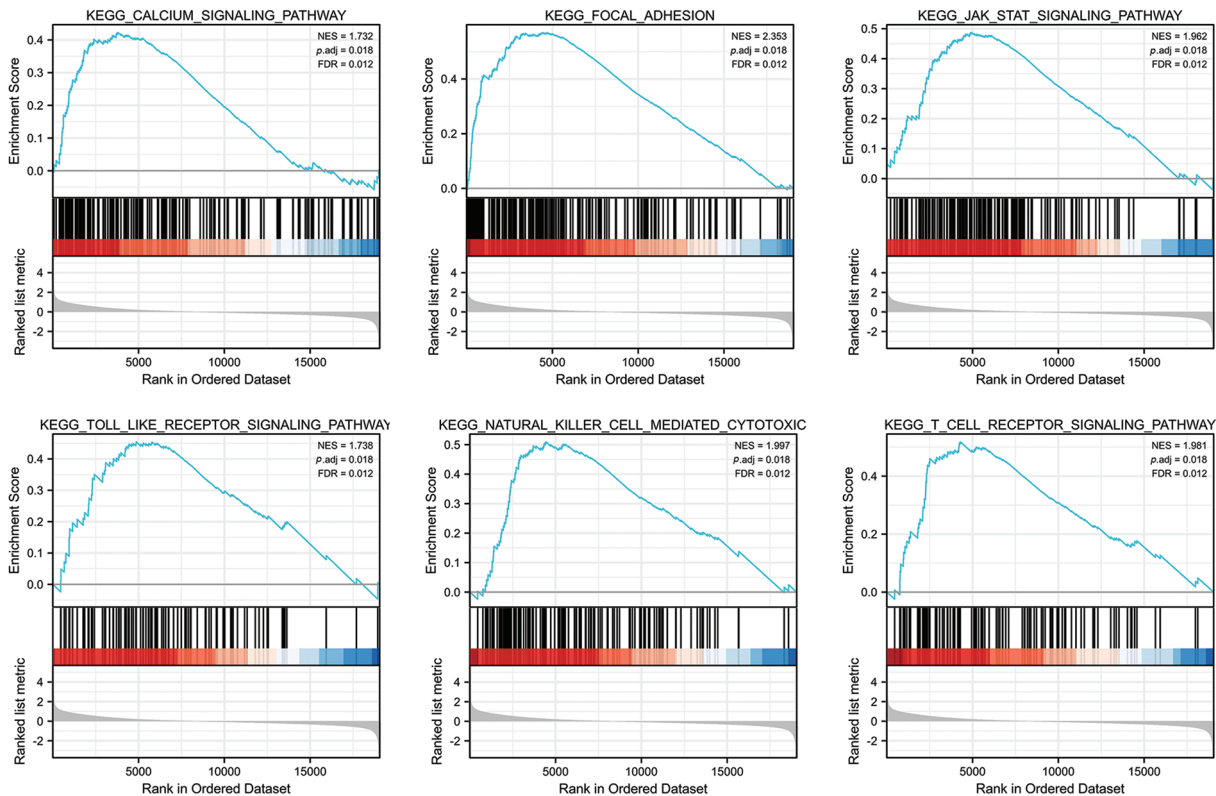 KEGG_CALCIUM_SIGNALING_PATHWAY
NES = 1.732
p.adj = 0.018
FDR = 0.012
Enrichment Score
0.4
0.3
0.2
0.1
0.0
Ranked list metric
4
2
0
-2
5000 10000 15000
Rank in Ordered Dataset
KEGG_FOCAL_ADHESION
NES = 2.353
p.adj = 0.018
FDR = 0.012
Enrichment Score
0.4
0.2
0.0
Ranked list metric
4
2
0
-2
5000 10000 15000
Rank in Ordered Dataset
KEGG_JAK_STAT_SIGNALING_PATHWAY
NES = 1.962
p.adj = 0.018
FDR = 0.012
Enrichment Score
0.5
0.4
0.3
0.2
0.1
0.0
Ranked list metric
4
2
0
-2
5000 10000 15000
Rank in Ordered Dataset
KEGG_TOLL_LIKE_RECEPTOR_SIGNALING_PATHWAY
NES = 1.738
p.adj = 0.018
FDR = 0.012
Enrichment Score
0.4
0.3
0.2
0.1
0.0
Ranked list metric
4
2
0
-2
5000 10000 15000
Rank in Ordered Dataset
KEGG_NATURAL_KILLER_CELL_MEDIATED_CYTOTOXIC
NES = 1.997
p.adj = 0.018
FDR = 0.012
Enrichment Score
0.5
0.4
0.3
0.2
0.1
0.0
Ranked list metric
4
2
0
-2
5000 10000 15000
Rank in Ordered Dataset
KEGG_T_CELL_RECEPTOR_SIGNALING_PATHWAY
NES = 1.981
p.adj = 0.018
FDR = 0.012
Enrichment Score
0.4
0.2
0.0
Ranked list metric
4
2
0
-2
5000 10000 15000
Rank in Ordered Dataset